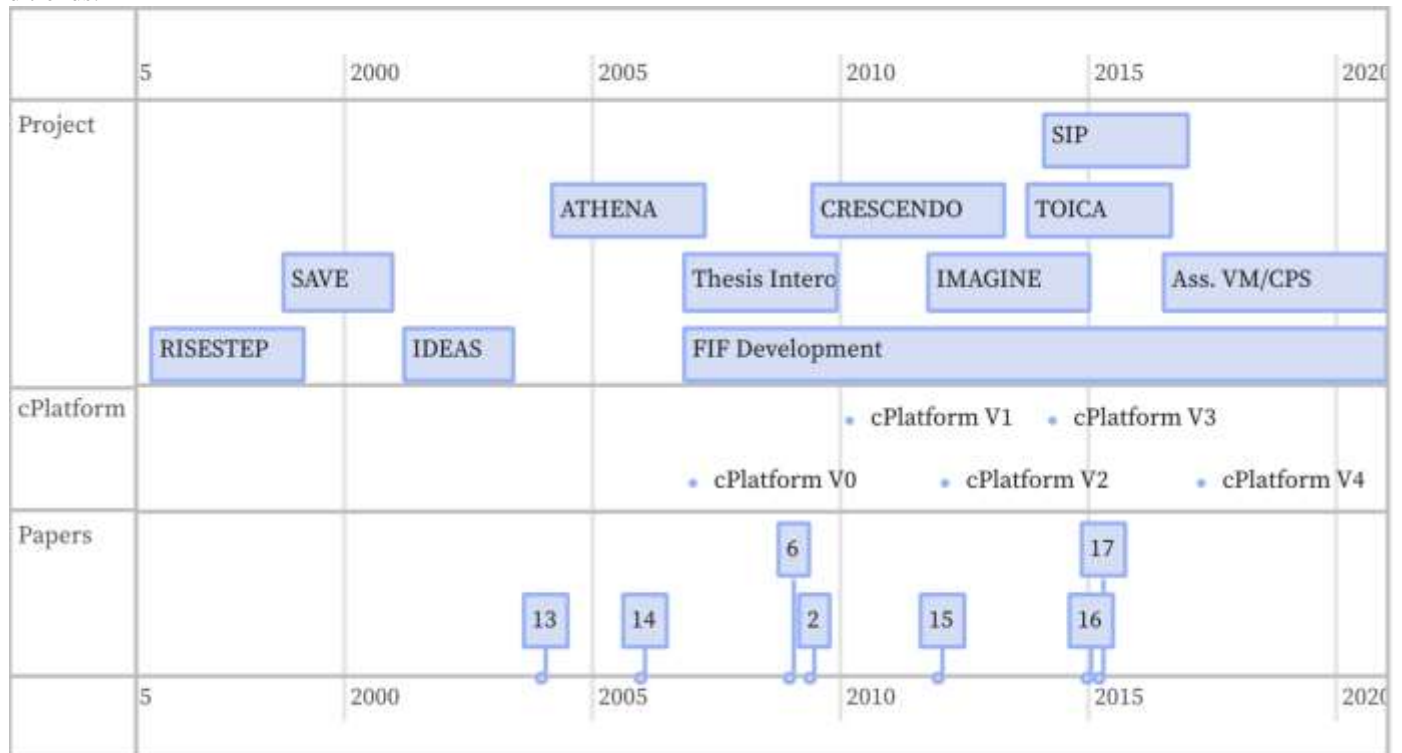 5 2000 2005 2010 2015 2020
Project
SIP
ATHENA CRESCENDO TOICA
SAVE Thesis Intero IMAGINE Ass. VM/CPS
RISESTEP IDEAS FIF Development
cPlatform
cPlatform V1 cPlatform V3
cPlatform V0 cPlatform V2 cPlatform V4
Papers
6 17
13 14 2 15 16
5 2000 2005 2010 2015 2020